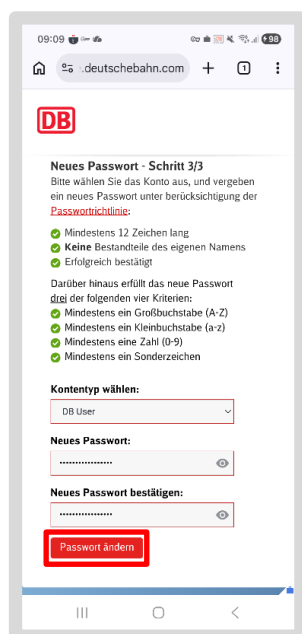 09:09
98
.deutschebahn.com
1
DB
Neues Passwort - Schritt 3/3
Bitte wählen Sie das Konto aus, und vergeben
ein neues Passwort unter berücksichtigung der
Passwortrichtlinie:
Mindestens 12 Zeichen lang
Keine Bestandteile des eigenen Namens
Erfolgreich bestätigt
Darüber hinaus erfüllt das neue Passwort
drei der folgenden vier Kriterien:
Mindestens ein Großbuchstabe (A-Z)
Mindestens ein Kleinbuchstabe (a-z)
Mindestens eine Zahl (0-9)
Mindestens ein Sonderzeichen
Kontentyp wählen:
DB User
Neues Passwort:
•••••••••••••••••
Neues Passwort bestätigen:
•••••••••••••••••
Passwort ändern